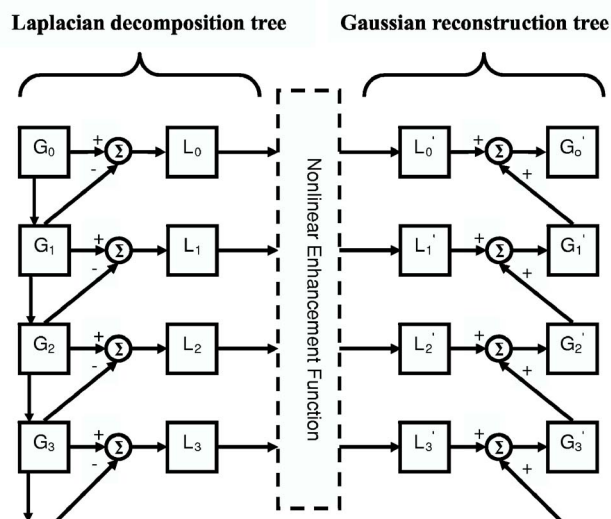 Laplacian decomposition tree
Gaussian reconstruction tree
G0 + Σ - L0 L0' + Σ + Go'
G1 + Σ - L1 L1' + Σ + G1'
G2 + Σ - L2 L2' + Σ + G2'
G3 + Σ - L3 L3' + Σ + G3'
Nonlinear Enhancement Function